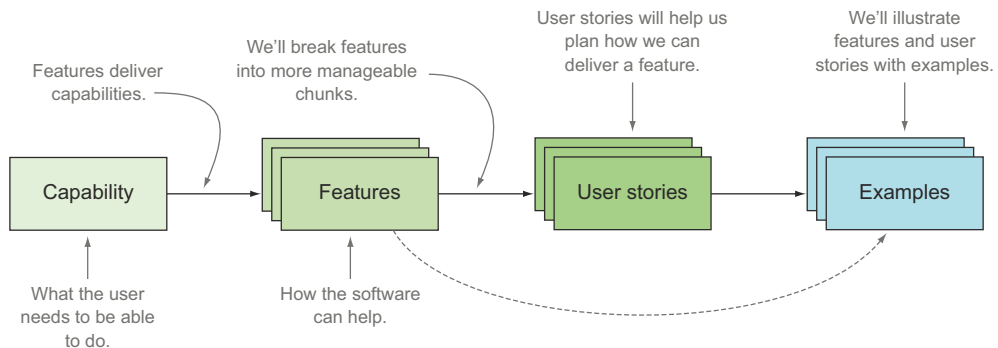 Features deliver
capabilities.
We'll break features
into more manageable
chunks.
User stories will help us
plan how we can
deliver a feature.
We'll illustrate
features and user
stories with examples.
Capability
Features
User stories
Examples
What the user
needs to be able
to do.
How the software
can help.